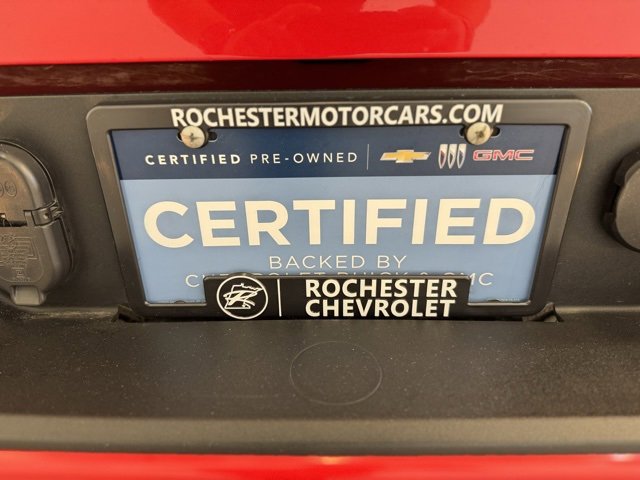 ROCHESTERMOTORCARS.COM
CERTIFIED PRE-OWNED GMC
CERTIFIED
BACKED BY
ROCHESTER
CHEVROLET